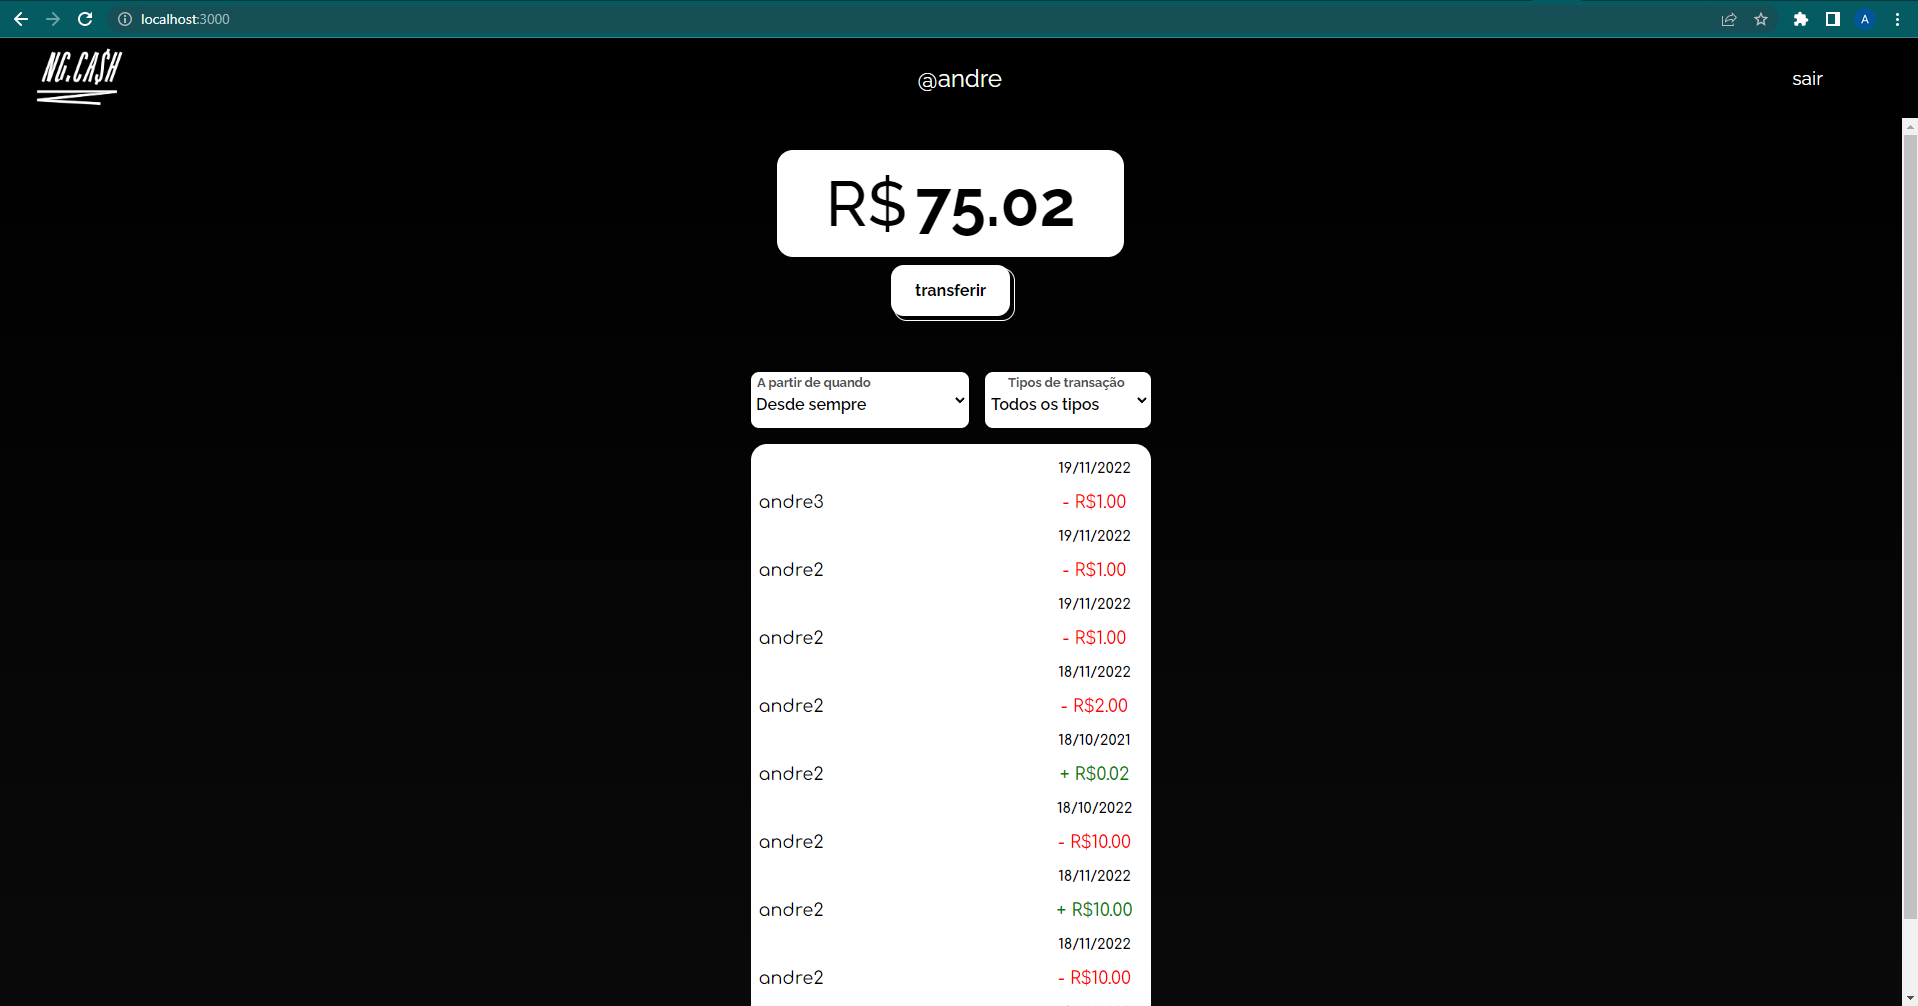 localhost:3000
A
NG.CA$H
@andre
sair
R$ 75.02
transferir
A partir de quando
Desde sempre
Tipos de transação
Todos os tipos
19/11/2022
andre3 - R$1.00
19/11/2022
andre2 - R$1.00
19/11/2022
andre2 - R$1.00
18/11/2022
andre2 - R$2.00
18/10/2021
andre2 + R$0.02
18/10/2022
andre2 - R$10.00
18/11/2022
andre2 + R$10.00
18/11/2022
andre2 - R$10.00